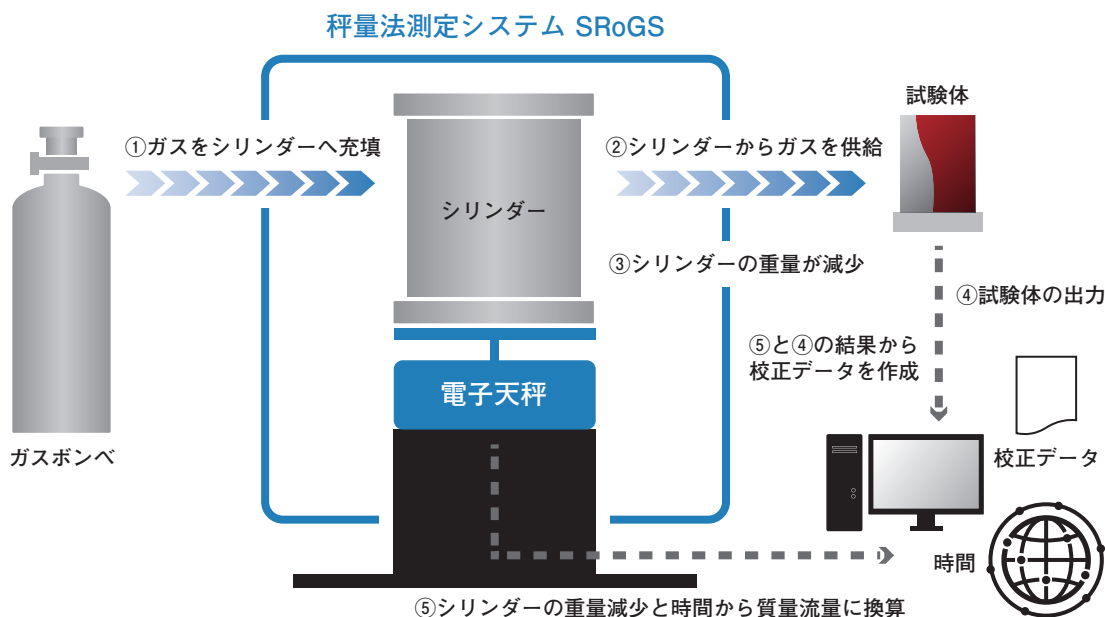 秤量法測定システム SRoGS
試験体
①ガスをシリンダーへ充填
②シリンダーからガスを供給
シリンダー
③シリンダーの重量が減少
④試験体の出力
⑤と④の結果から
校正データを作成
電子天秤
ガスボンベ
校正データ
時間
⑤シリンダーの重量減少と時間から質量流量に換算